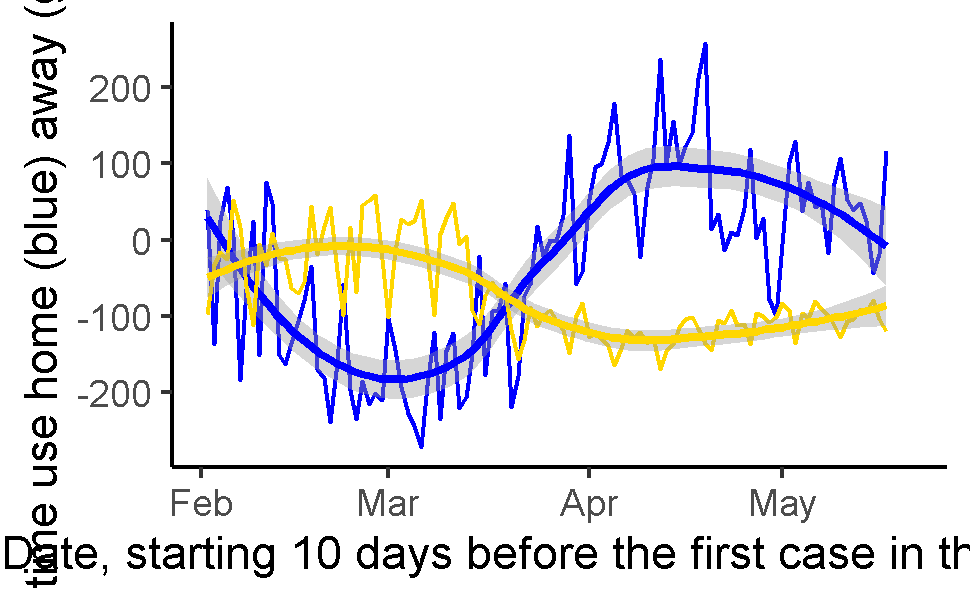 time use home (blue) away (
200
100
0
-100
-200
Feb Mar Apr May
Date, starting 10 days before the first case in th